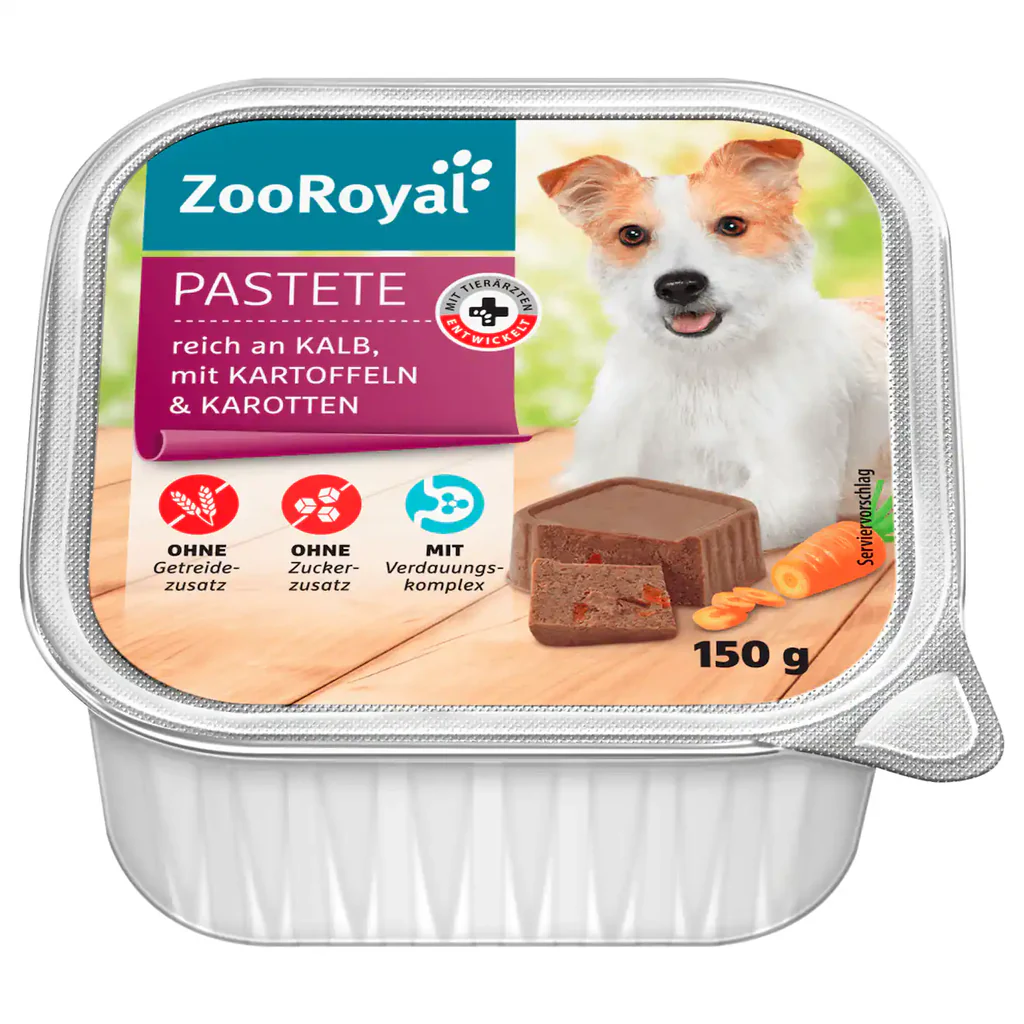 ZooRoyal
PASTETE
reich an KALB,
mit KARTOFFELN
& KAROTTEN
MIT TIERÄRZTEN
ENTWICKELT
OHNE
Getreide-
zusatz
OHNE
Zucker-
zusatz
MIT
Verdauungs-
komplex
Serviervorschlag
150 g